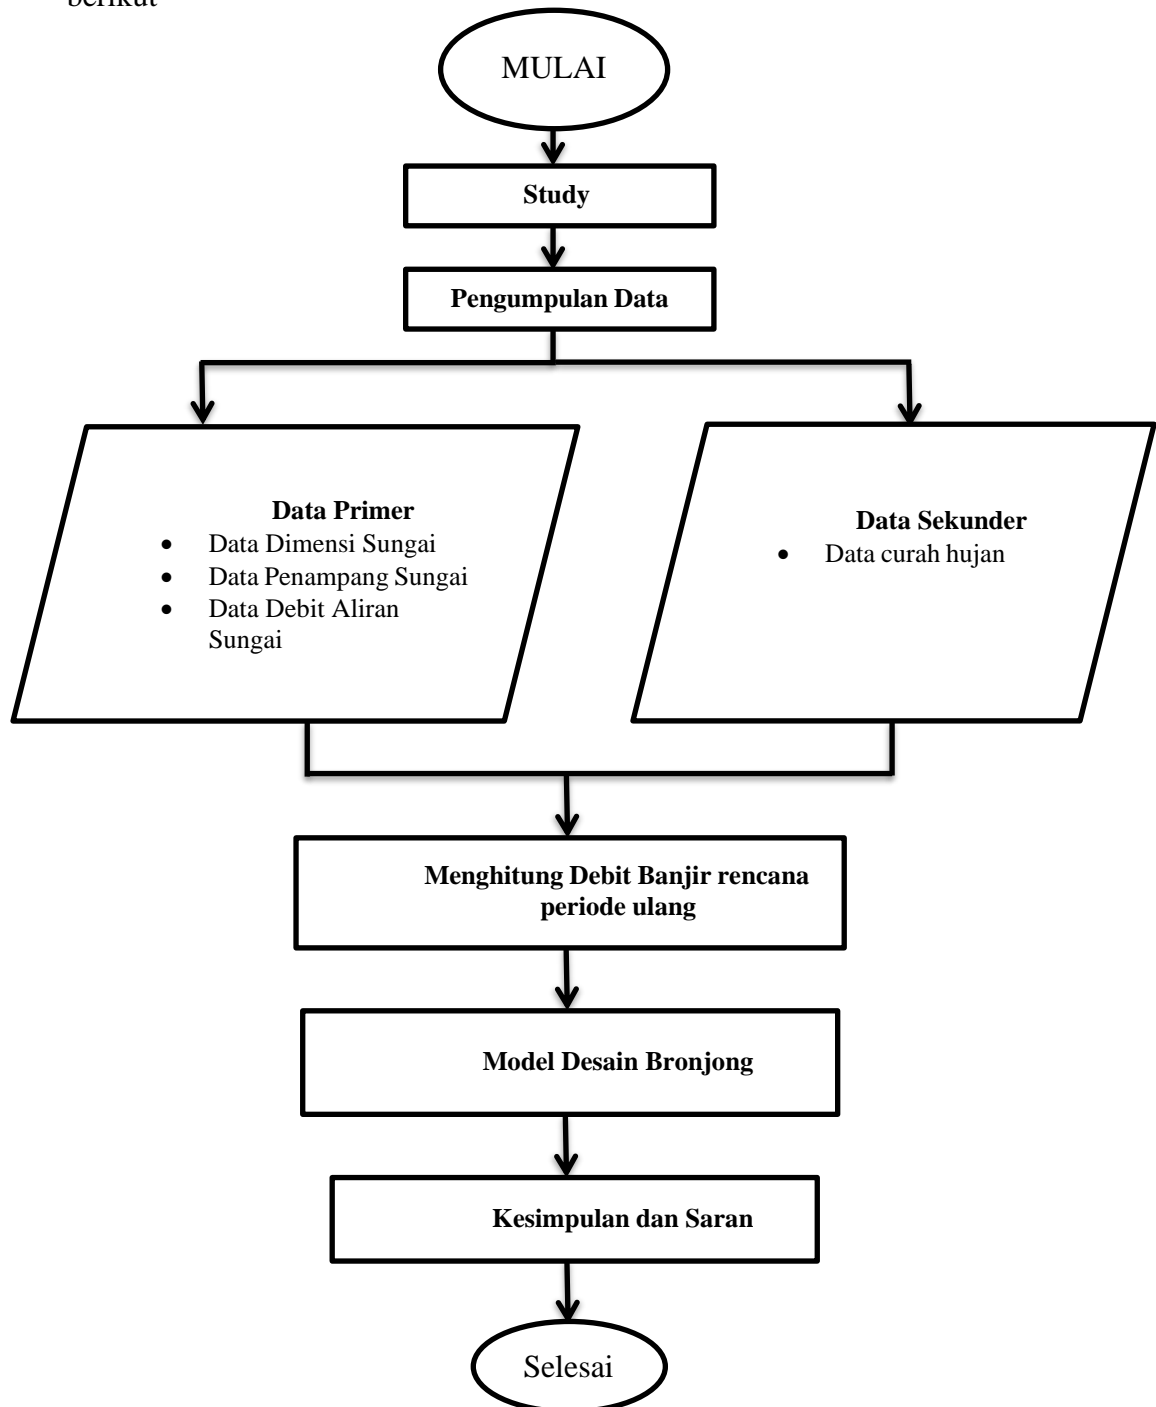 berikut
MULAI
Study
Pengumpulan Data
Data Primer
• Data Dimensi Sungai
• Data Penampang Sungai
• Data Debit Aliran
Sungai
Data Sekunder
• Data curah hujan
Menghitung Debit Banjir rencana
periode ulang
Model Desain Bronjong
Kesimpulan dan Saran
Selesai